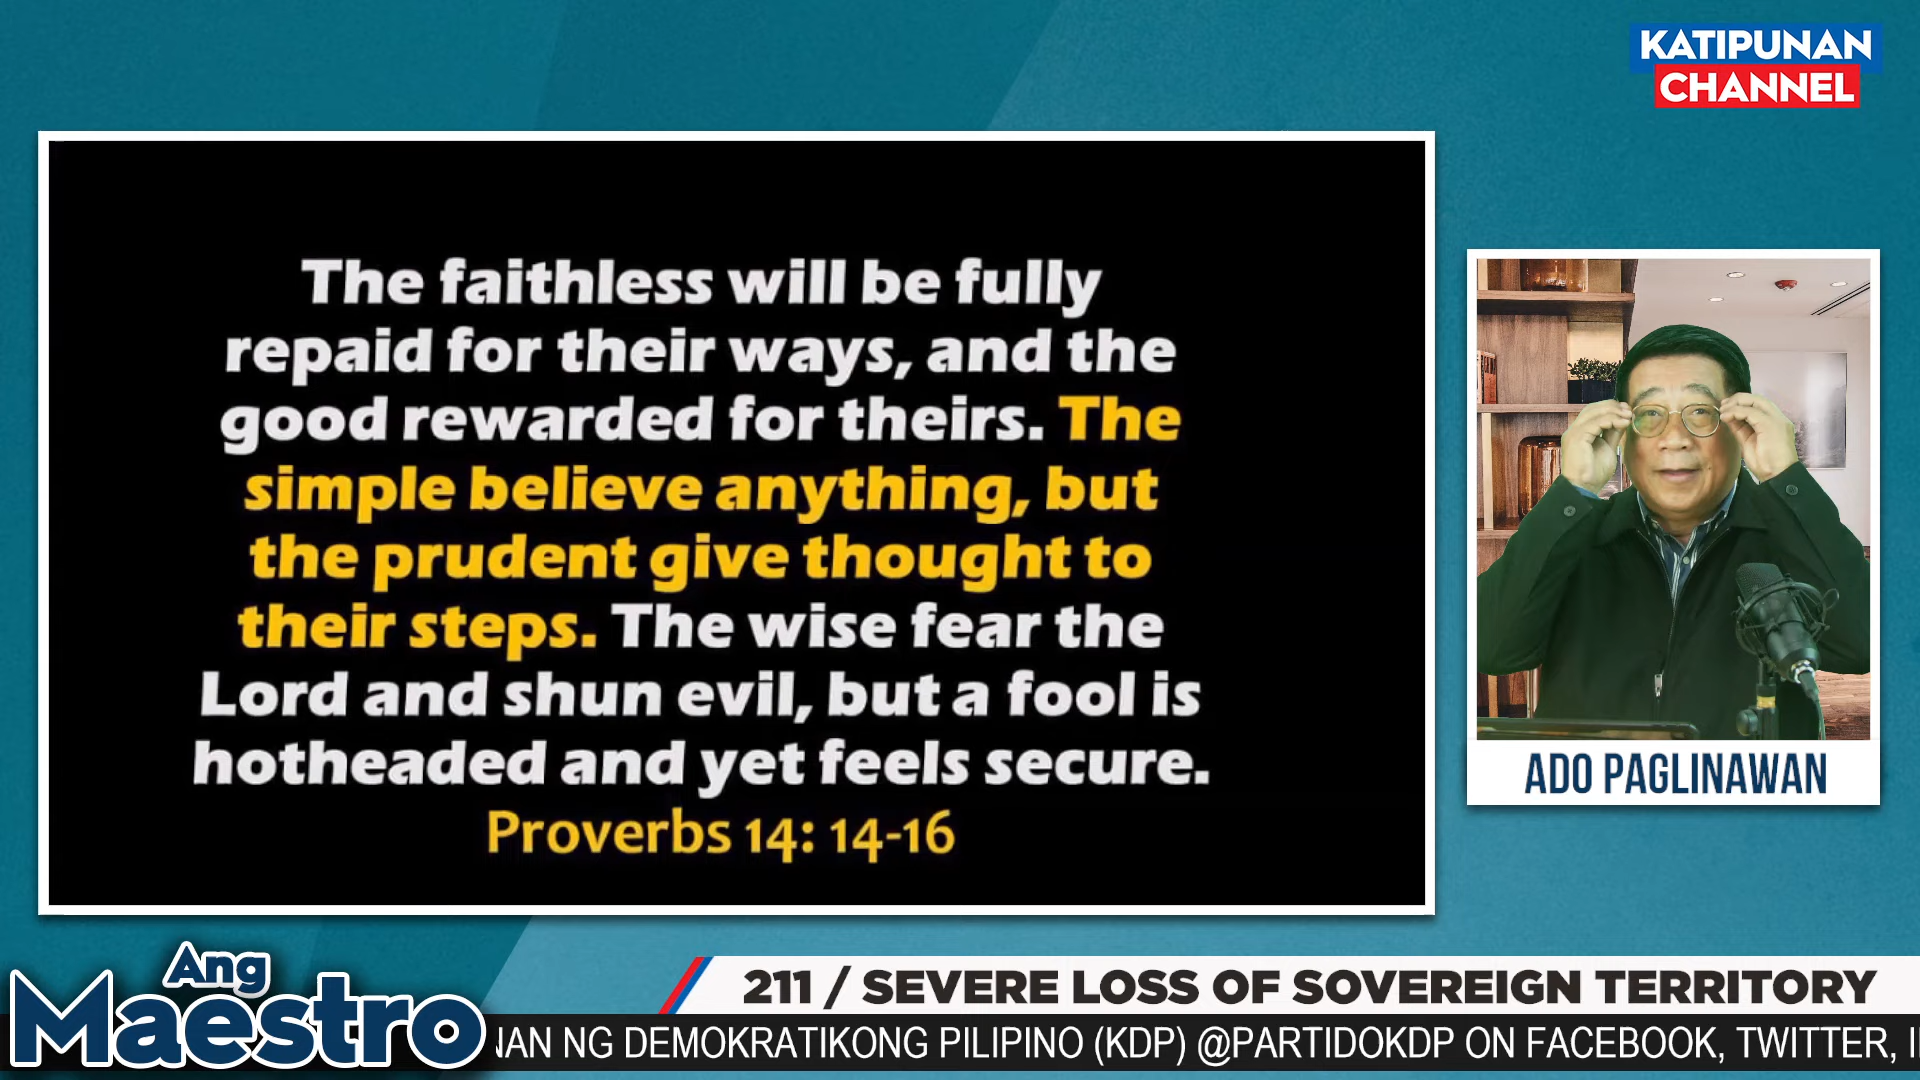 KATIPUNAN
CHANNEL
The faithless will be fully
repaid for their ways, and the
good rewarded for theirs. The
simple believe anything, but
the prudent give thought to
their steps. The wise fear the
Lord and shun evil, but a fool is
hotheaded and yet feels secure.
Proverbs 14: 14-16
ADO PAGLINAWAN
Ang
Maestro
211 / SEVERE LOSS OF SOVEREIGN TERRITORY
NG DEMOKRATIKONG PILIPINO (KDP) @PARTIDOKDP ON FACEBOOK, TWITTER,